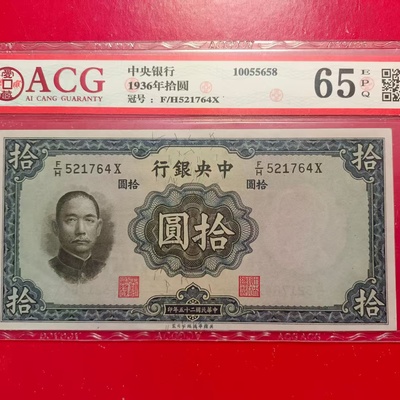 ACG
AI CANG GUARANTY
中央银行
1936年拾圆
冠号：F/H521764X
10055658
65
EPQ
拾
拾
F/H 521764X
F/H 521764X
行銀央中
圓拾
圓拾
圓拾
拾
拾
印年五十二國民華中